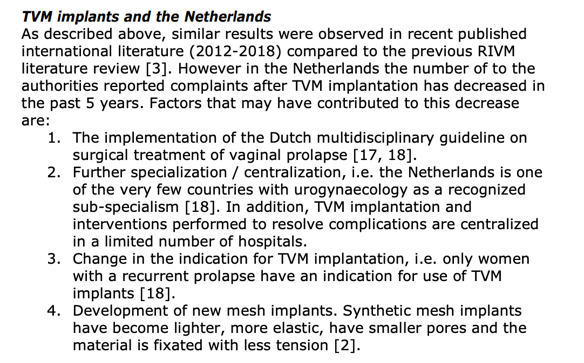 TVM implants and the Netherlands
As described above, similar results were observed in recent published
international literature (2012-2018) compared to the previous RIVM
literature review [3]. However in the Netherlands the number of to the
authorities reported complaints after TVM implantation has decreased in
the past 5 years. Factors that may have contributed to this decrease
are:
1. The implementation of the Dutch multidisciplinary guideline on
surgical treatment of vaginal prolapse [17, 18].
2. Further specialization / centralization, i.e. the Netherlands is one
of the very few countries with urogynaecology as a recognized
sub-specialism [18]. In addition, TVM implantation and
interventions performed to resolve complications are centralized
in a limited number of hospitals.
3. Change in the indication for TVM implantation, i.e. only women
with a recurrent prolapse have an indication for use of TVM
implants [18].
4. Development of new mesh implants. Synthetic mesh implants
have become lighter, more elastic, have smaller pores and the
material is fixated with less tension [2].